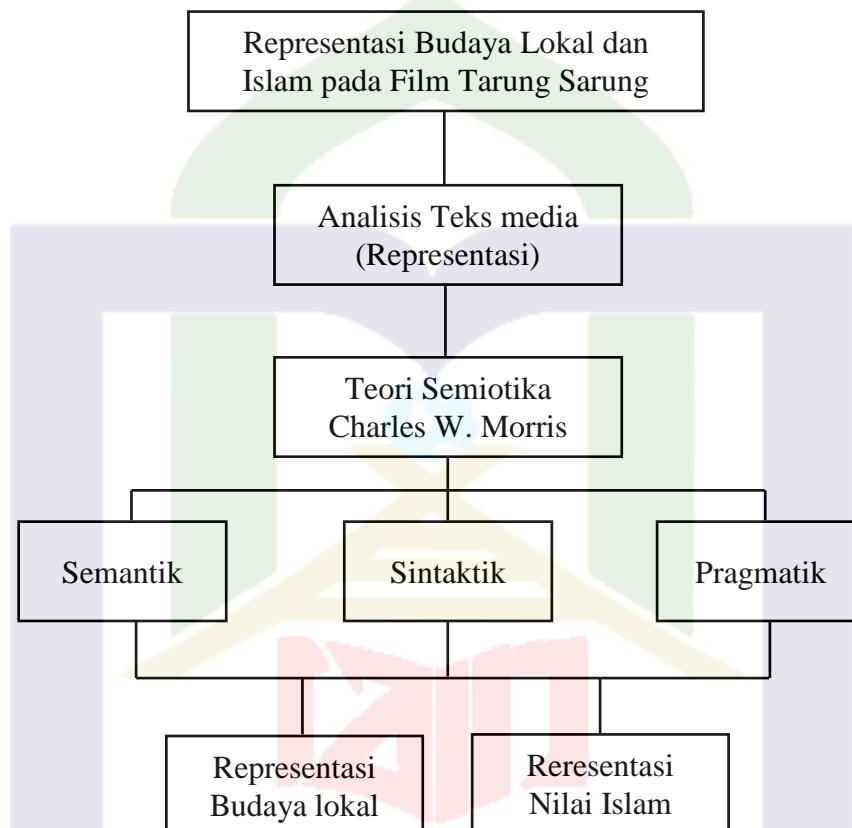 Representasi Budaya Lokal dan
Islam pada Film Tarung Sarung
Analisis Teks media
(Representasi)
Teori Semiotika
Charles W. Morris
Semantik
Sintaktik
Pragmatik
Representasi
Budaya lokal
Reresentasi
Nilai Islam